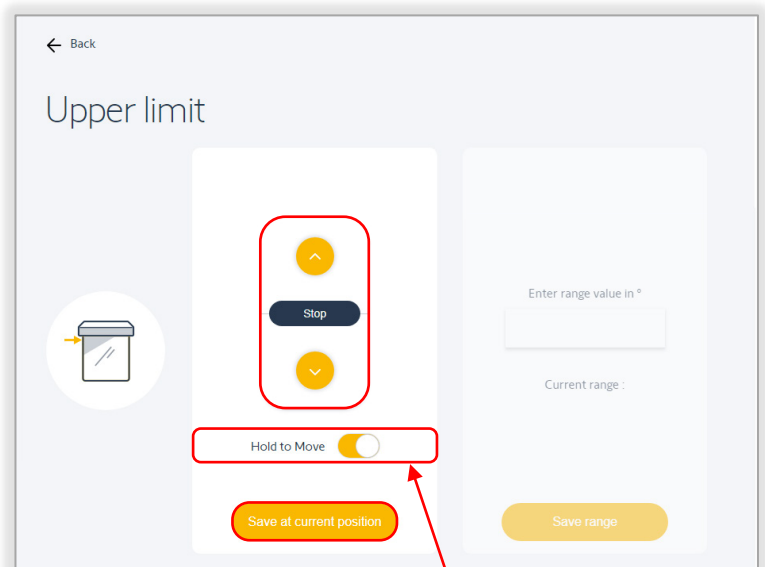 Back
Upper limit
Stop
Hold to Move
Save at current position
Enter range value in °
Current range :
Save range